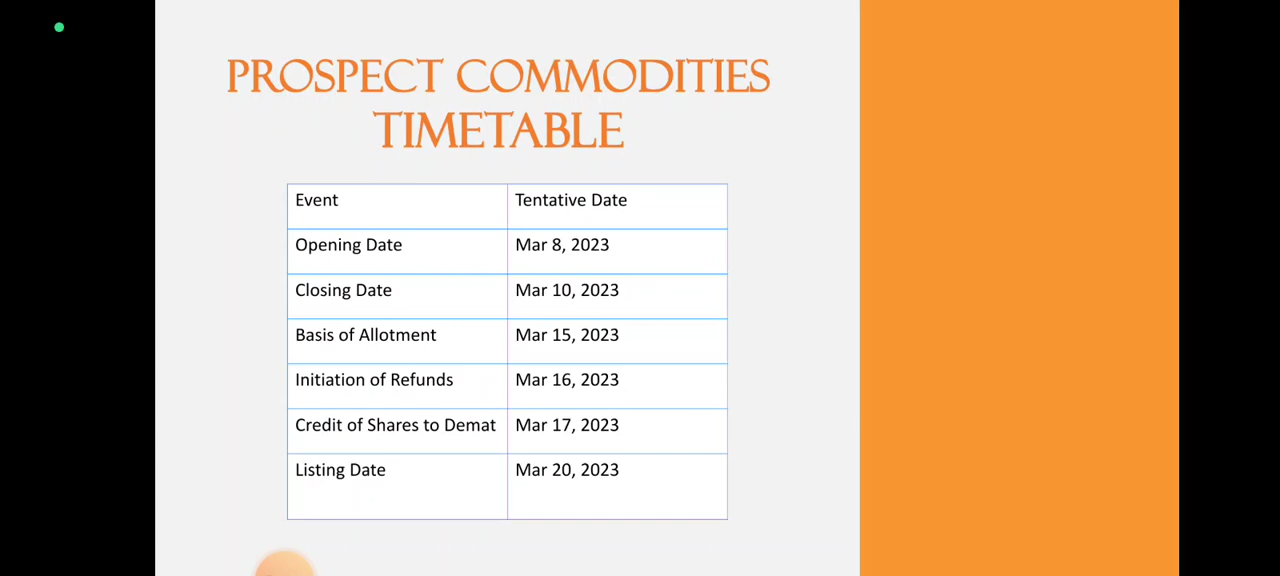 PROSPECT COMMODITIES
TIMETABLE
Event Tentative Date
Opening Date Mar 8, 2023
Closing Date Mar 10, 2023
Basis of Allotment Mar 15, 2023
Initiation of Refunds Mar 16, 2023
Credit of Shares to Demat Mar 17, 2023
Listing Date Mar 20, 2023